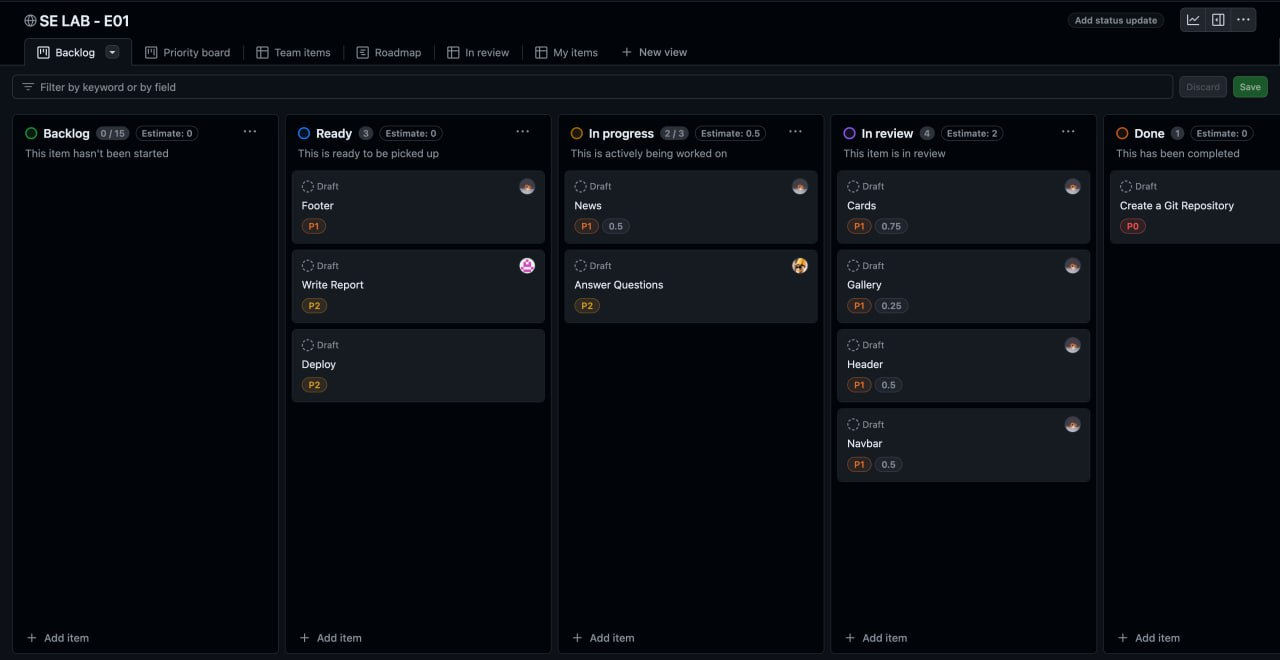 SE LAB - E01
Add status update
Backlog
Priority board
Team items
Roadmap
In review
My items
New view
Filter by keyword or by field
Discard
Save
Backlog 0 / 15 Estimate: 0
This item hasn't been started
Add item
Ready 3 Estimate: 0
This is ready to be picked up
Draft
Footer
P1
Draft
Write Report
P2
Draft
Deploy
P2
Add item
In progress 2 / 3 Estimate: 0.5
This is actively being worked on
Draft
News
P1 0.5
Draft
Answer Questions
P2
Add item
In review 4 Estimate: 2
This item is in review
Draft
Cards
P1 0.75
Draft
Gallery
P1 0.25
Draft
Header
P1 0.5
Draft
Navbar
P1 0.5
Add item
Done 1 Estimate: 0
This has been completed
Draft
Create a Git Repository
P0
Add item